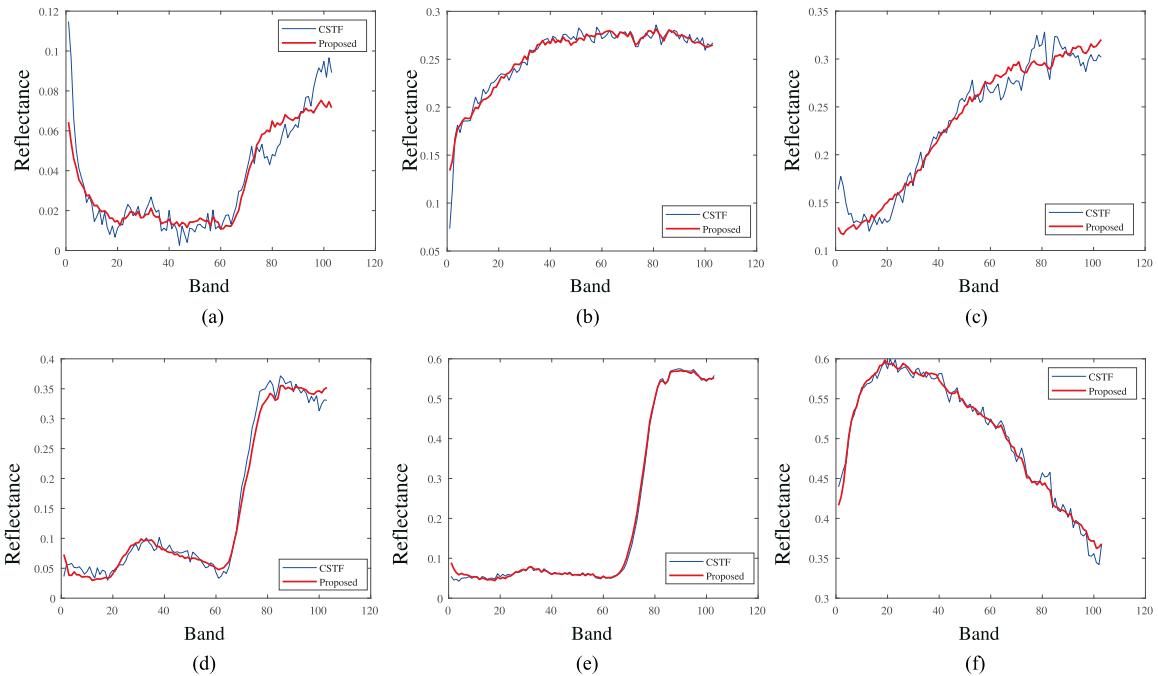 0.12
0.1
0.08
0.06
0.04
0.02
0
Reflectance
CSTF
Proposed
0 20 40 60 80 100 120
Band
(a)
0.3
0.25
0.2
0.15
0.1
0.05
Reflectance
CSTF
Proposed
0 20 40 60 80 100 120
Band
(b)
0.35
0.3
0.25
0.2
0.15
0.1
Reflectance
CSTF
Proposed
0 20 40 60 80 100 120
Band
(c)
0.4
0.35
0.3
0.25
0.2
0.15
0.1
0.05
0
Reflectance
CSTF
Proposed
0 20 40 60 80 100 120
Band
(d)
0.6
0.5
0.4
0.3
0.2
0.1
0
Reflectance
CSTF
Proposed
0 20 40 60 80 100 120
Band
(e)
0.6
0.55
0.5
0.45
0.4
0.35
0.3
Reflectance
CSTF
Proposed
0 20 40 60 80 100 120
Band
(f)